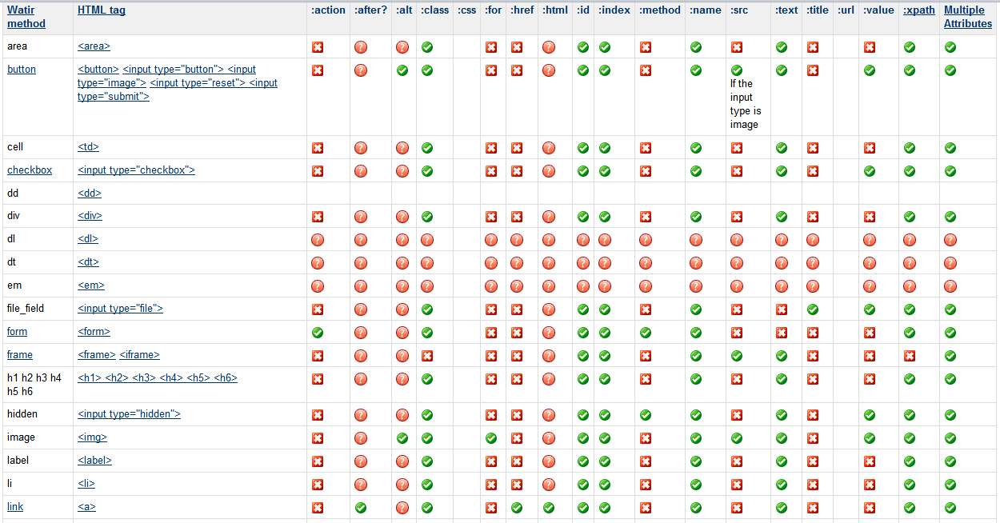 Watir method HTML tag :action :after? :alt :class :css :for :href :html :id :index :method :name :src :text :title :url :value :xpath Multiple Attributes
area <area>
button <button> <input type="button"> <input
type="image"> <input type="reset"> <input
type="submit">
If the
input
type is
image
cell <td>
checkbox <input type="checkbox">
dd <dd>
div <div>
dl <dl>
dt <dt>
em <em>
file_field <input type="file">
form <form>
frame <frame> <iframe>
h1 h2 h3 h4 <h1> <h2> <h3> <h4> <h5> <h6>
h5 h6
hidden <input type="hidden">
image <img>
label <label>
li <li>
link <a>